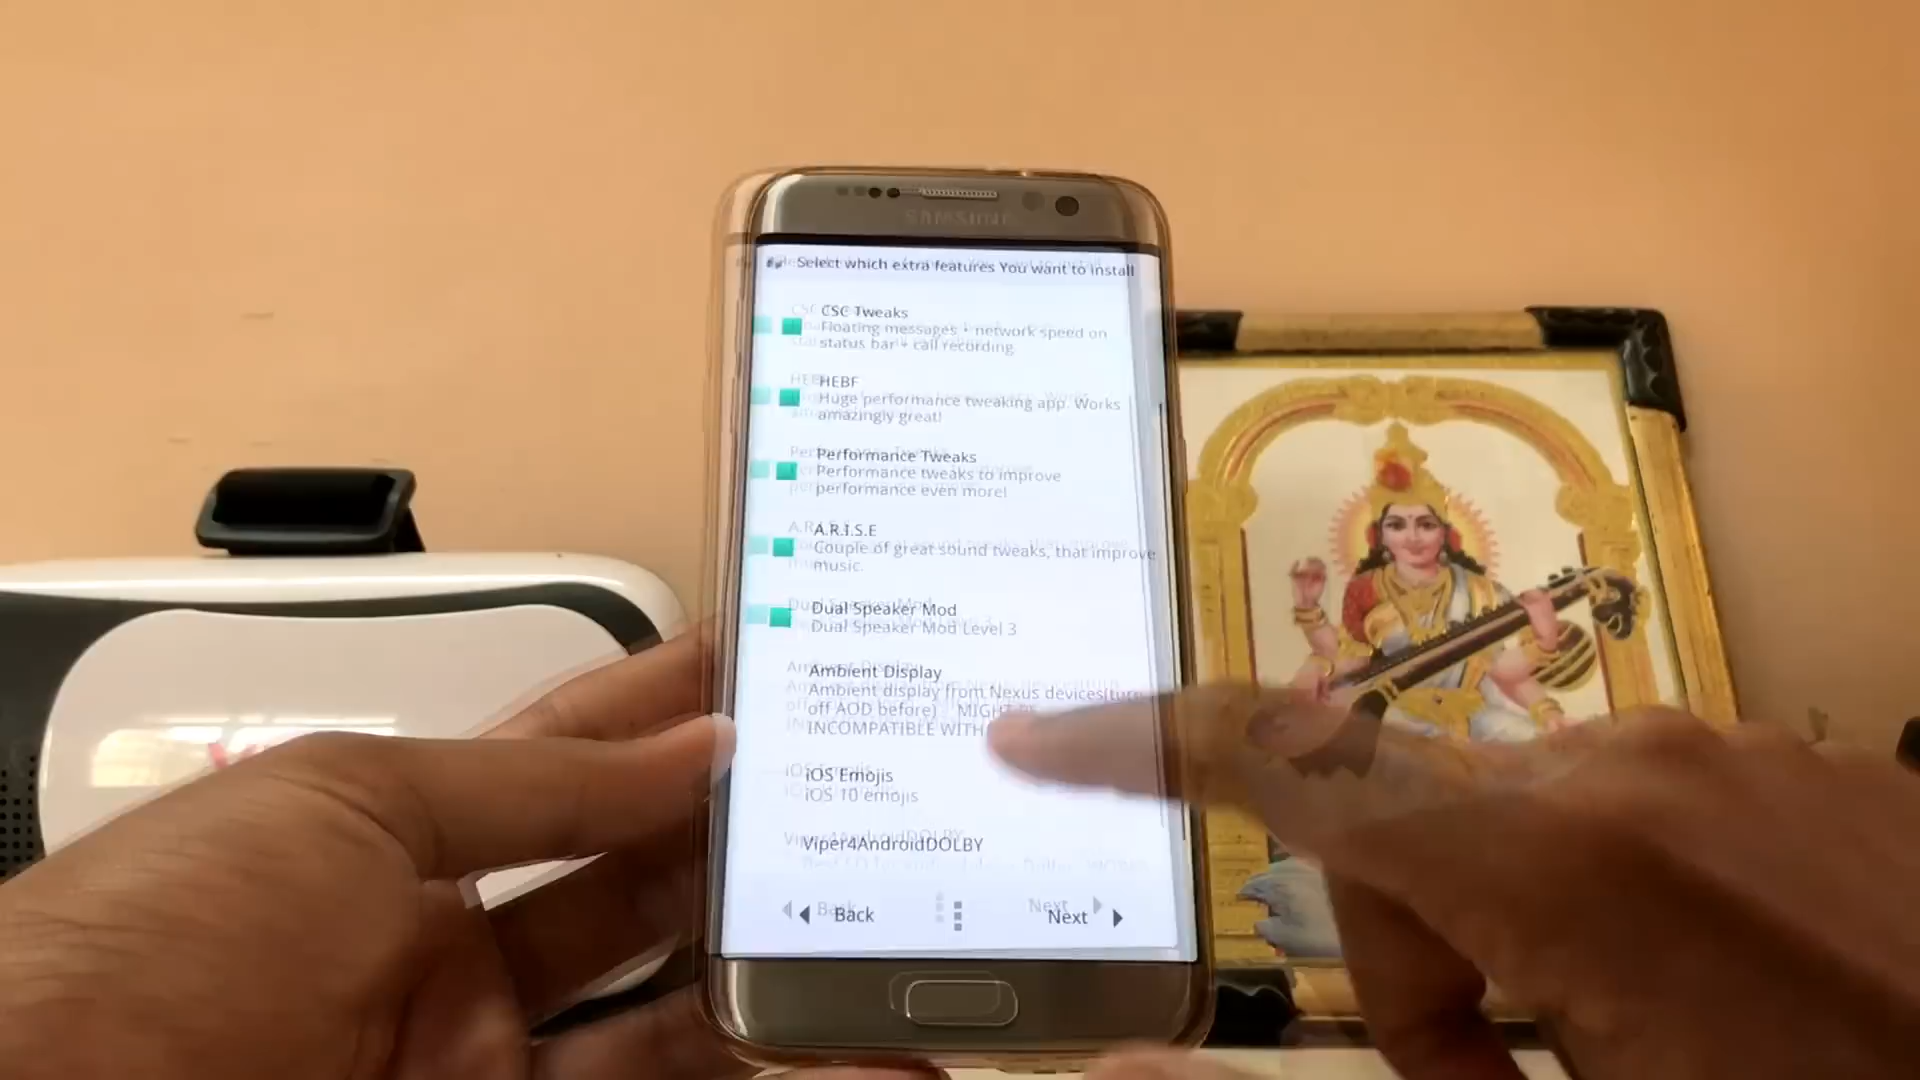 SAMSUNG
Select which extra features You want to install
CSC Tweaks
Floating messages + network speed on
status bar + call recording
HEBF
Huge performance tweaking app. Works
amazingly great!
Performance Tweaks
Performance tweaks to improve
performance even more!
A.R.I.S.E
Couple of great sound tweaks, that improve
music.
Dual Speaker Mod
Dual Speaker Mod Level 3
Ambient Display
Ambient display from Nexus devices(turn
off AOD before)
INCOMPATIBLE WITH
iOS Emojis
iOS 10 emojis
Viper4AndroidDOLBY
Back
Next